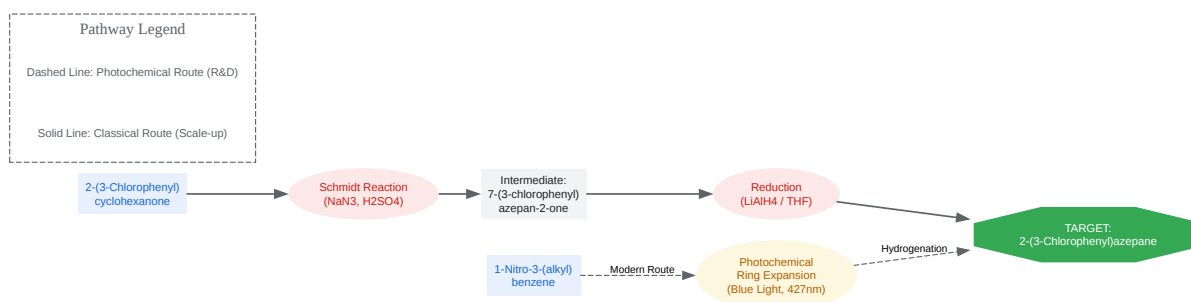 Pathway Legend
Dashed Line: Photochemical Route (R&D)
Solid Line: Classical Route (Scale-up)
2-(3-Chlorophenyl)
cyclohexanone
Schmidt Reaction
(NaN3, H2SO4)
Intermediate:
7-(3-chlorophenyl)
azepan-2-one
Reduction
(LiAlH4 / THF)
TARGET:
2-(3-Chlorophenyl)azepane
1-Nitro-3-(alkyl)
benzene
Modern Route
Photochemical
Ring Expansion
(Blue Light, 427nm)
Hydrogenation